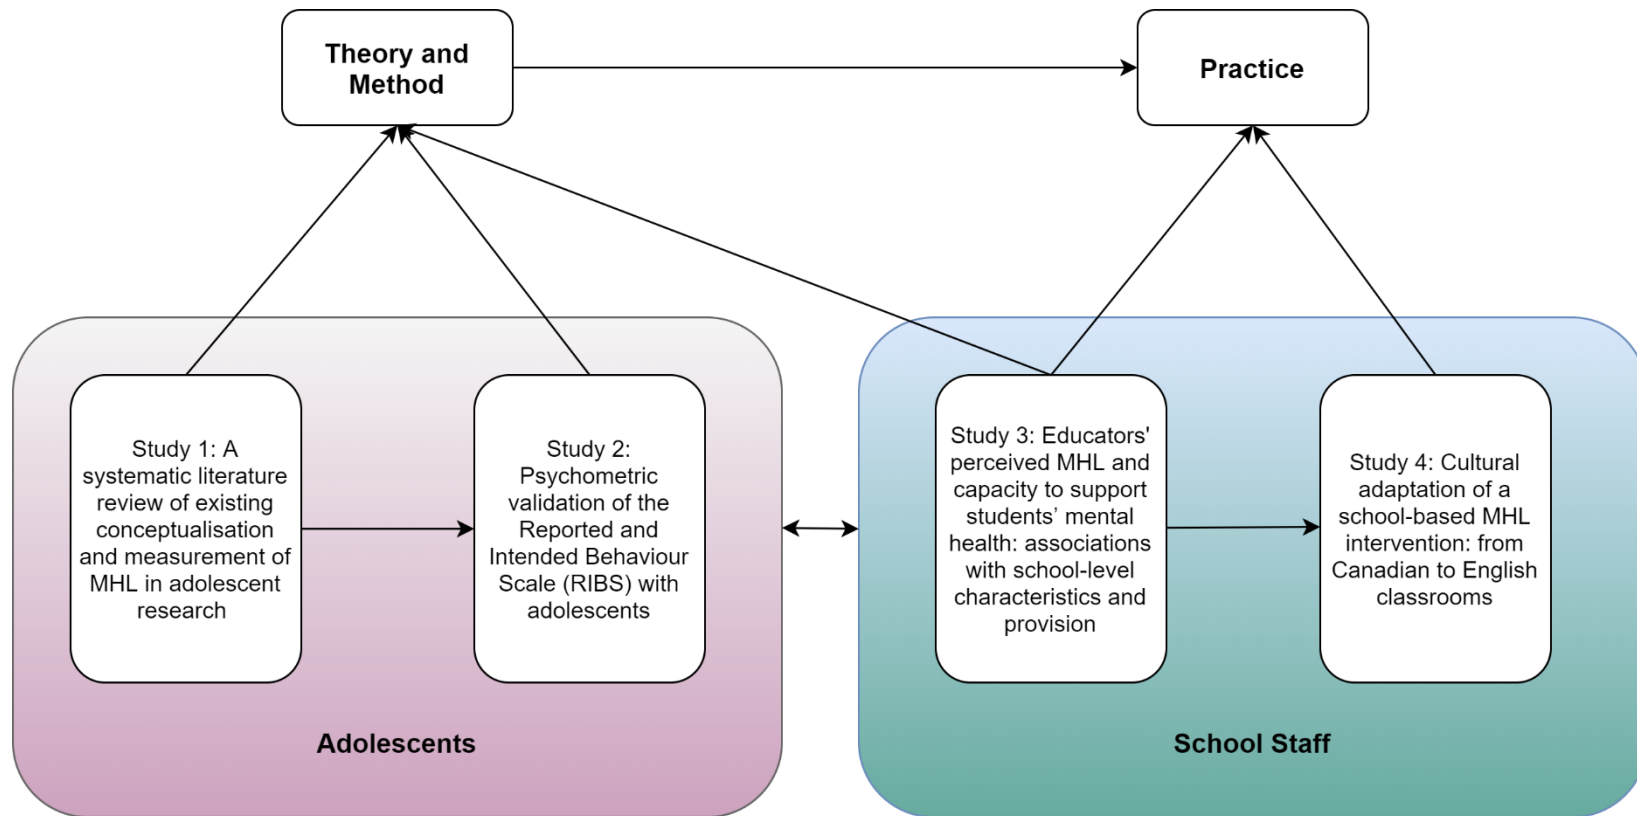 Theory and
Method
Practice
Study 1: A
systematic literature
review of existing
conceptualisation
and measurement of
MHL in adolescent
research
Study 2:
Psychometric
validation of the
Reported and
Intended Behaviour
Scale (RIBS) with
adolescents
Study 3: Educators'
perceived MHL and
capacity to support
students’ mental
health: associations
with school-level
characteristics and
provision
Study 4: Cultural
adaptation of a
school-based MHL
intervention: from
Canadian to English
classrooms
Adolescents
School Staff